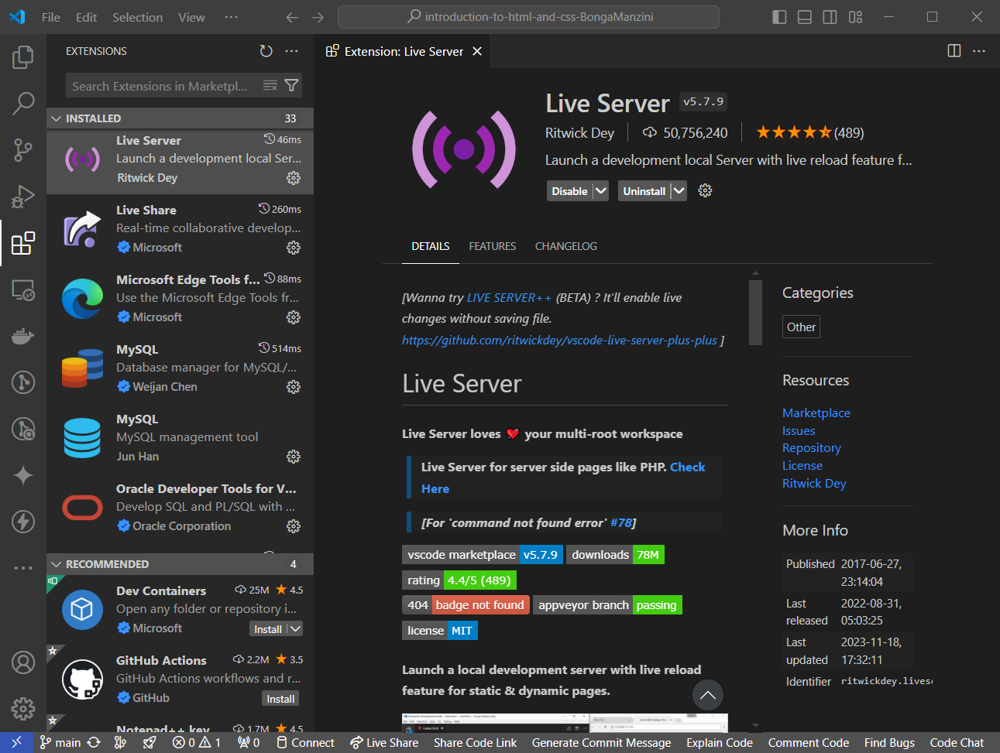 File Edit Selection View ···
introduction-to-html-and-css-BongaManzini
EXTENSIONS
Search Extensions in Marketpl...
INSTALLED 33
Live Server 46ms
Launch a development local Ser...
Ritwick Dey
Live Share 260ms
Real-time collaborative develop...
Microsoft
Microsoft Edge Tools f... 88ms
Use the Microsoft Edge Tools fr...
Microsoft
MySQL 514ms
Database manager for MySQL/...
Weijan Chen
MySQL
MySQL management tool
Jun Han
Oracle Developer Tools for V...
Develop SQL and PL/SQL with ...
Oracle Corporation
RECOMMENDED 4
Dev Containers 25M 4.5
Open any folder or repository i...
Microsoft Install
GitHub Actions 2.2M 3.5
GitHub Actions workflows and r...
GitHub Install
Notepad++ key 1.7M 4.5
Extension: Live Server
Live Server v5.7.9
Ritwick Dey 50,756,240 (489)
Launch a development local Server with live reload feature f...
Disable Uninstall
DETAILS FEATURES CHANGELOG
[Wanna try LIVE SERVER++ (BETA) ? It'll enable live
changes without saving file.
https://github.com/ritwickdey/vscode-live-server-plus-plus ]
Live Server
Live Server loves 💘 your multi-root workspace
Live Server for server side pages like PHP. Check
Here
[For 'command not found error' #78]
vscode marketplace v5.7.9 downloads 78M
rating 4.4/5 (489)
404 badge not found appveyor branch passing
license MIT
Launch a local development server with live reload
feature for static & dynamic pages.
Categories
Other
Resources
Marketplace
Issues
Repository
License
Ritwick Dey
More Info
Published 2017-06-27,
23:14:04
Last 2022-08-31,
released 05:03:25
Last 2023-11-18,
updated 17:32:11
Identifier ritwickdey.lives
main 0 1 0 Connect Live Share Share Code Link Generate Commit Message Explain Code Comment Code Find Bugs Code Chat